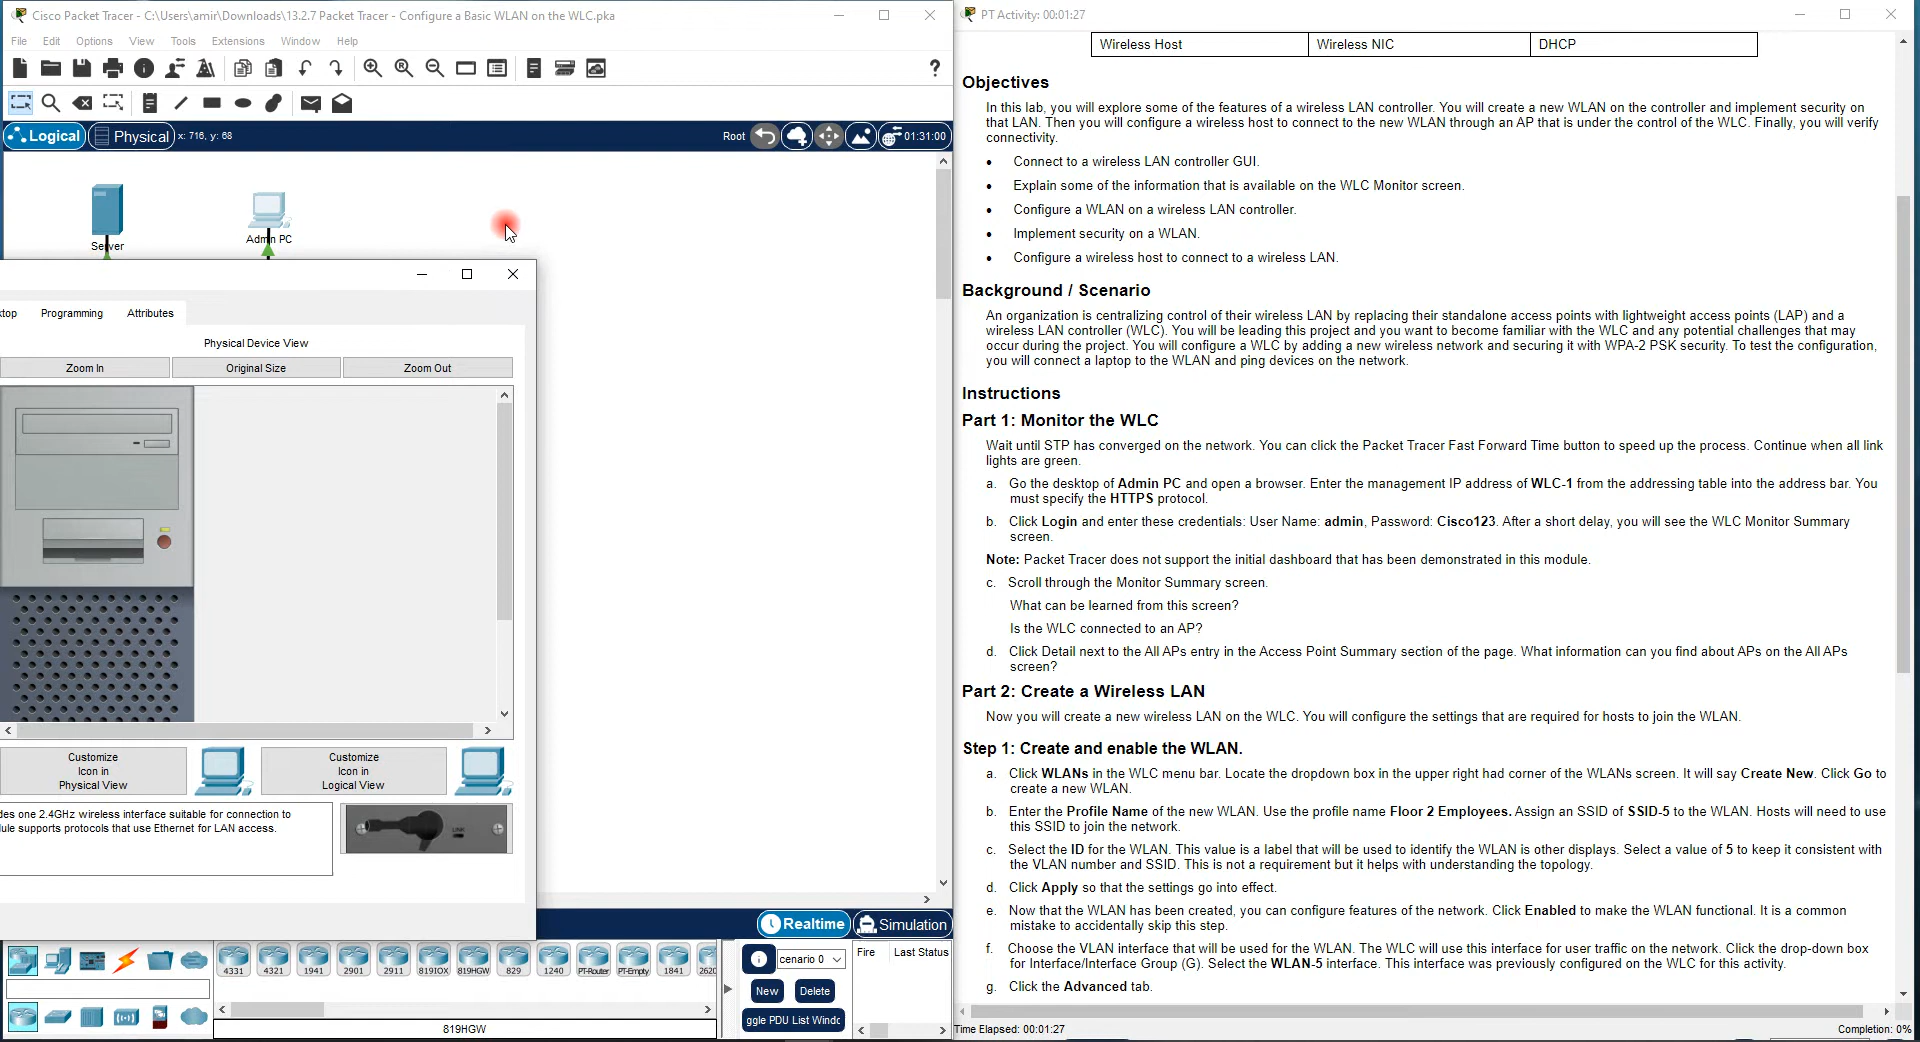 Cisco Packet Tracer - C:\Users\amir\Downloads\13.2.7 Packet Tracer - Configure a Basic WLAN on the WLC.pka
File Edit Options View Tools Extensions Window Help
Logical Physical x: 716, y: 68 Root 01:31:00
Server
Admin PC
ktop Programming Attributes
Physical Device View
Zoom In Original Size Zoom Out
Customize
Icon in
Physical View
Customize
Icon in
Logical View
des one 2.4GHz wireless interface suitable for connection to
ule supports protocols that use Ethernet for LAN access.
LINK
Realtime Simulation
4331 4321 1941 2901 2911 819IOX 819HGW 829 1240 PT-Router PT-Empty 1841 2620
819HGW
cenario 0
New Delete
ggle PDU List Windo
Fire Last Status
PT Activity: 00:01:27
Wireless Host Wireless NIC DHCP
Objectives
In this lab, you will explore some of the features of a wireless LAN controller. You will create a new WLAN on the controller and implement security on
that LAN. Then you will configure a wireless host to connect to the new WLAN through an AP that is under the control of the WLC. Finally, you will verify
connectivity.
• Connect to a wireless LAN controller GUI.
• Explain some of the information that is available on the WLC Monitor screen.
• Configure a WLAN on a wireless LAN controller.
• Implement security on a WLAN.
• Configure a wireless host to connect to a wireless LAN.
Background / Scenario
An organization is centralizing control of their wireless LAN by replacing their standalone access points with lightweight access points (LAP) and a
wireless LAN controller (WLC). You will be leading this project and you want to become familiar with the WLC and any potential challenges that may
occur during the project. You will configure a WLC by adding a new wireless network and securing it with WPA-2 PSK security. To test the configuration,
you will connect a laptop to the WLAN and ping devices on the network.
Instructions
Part 1: Monitor the WLC
Wait until STP has converged on the network. You can click the Packet Tracer Fast Forward Time button to speed up the process. Continue when all link
lights are green.
a. Go the desktop of Admin PC and open a browser. Enter the management IP address of WLC-1 from the addressing table into the address bar. You
must specify the HTTPS protocol.
b. Click Login and enter these credentials: User Name: admin, Password: Cisco123. After a short delay, you will see the WLC Monitor Summary
screen.
Note: Packet Tracer does not support the initial dashboard that has been demonstrated in this module.
c. Scroll through the Monitor Summary screen.
What can be learned from this screen?
Is the WLC connected to an AP?
d. Click Detail next to the All APs entry in the Access Point Summary section of the page. What information can you find about APs on the All APs
screen?
Part 2: Create a Wireless LAN
Now you will create a new wireless LAN on the WLC. You will configure the settings that are required for hosts to join the WLAN.
Step 1: Create and enable the WLAN.
a. Click WLANs in the WLC menu bar. Locate the dropdown box in the upper right had corner of the WLANs screen. It will say Create New. Click Go to
create a new WLAN.
b. Enter the Profile Name of the new WLAN. Use the profile name Floor 2 Employees. Assign an SSID of SSID-5 to the WLAN. Hosts will need to use
this SSID to join the network.
c. Select the ID for the WLAN. This value is a label that will be used to identify the WLAN is other displays. Select a value of 5 to keep it consistent with
the VLAN number and SSID. This is not a requirement but it helps with understanding the topology.
d. Click Apply so that the settings go into effect.
e. Now that the WLAN has been created, you can configure features of the network. Click Enabled to make the WLAN functional. It is a common
mistake to accidentally skip this step.
f. Choose the VLAN interface that will be used for the WLAN. The WLC will use this interface for user traffic on the network. Click the drop-down box
for Interface/Interface Group (G). Select the WLAN-5 interface. This interface was previously configured on the WLC for this activity.
g. Click the Advanced tab.
Time Elapsed: 00:01:27 Completion: 0%